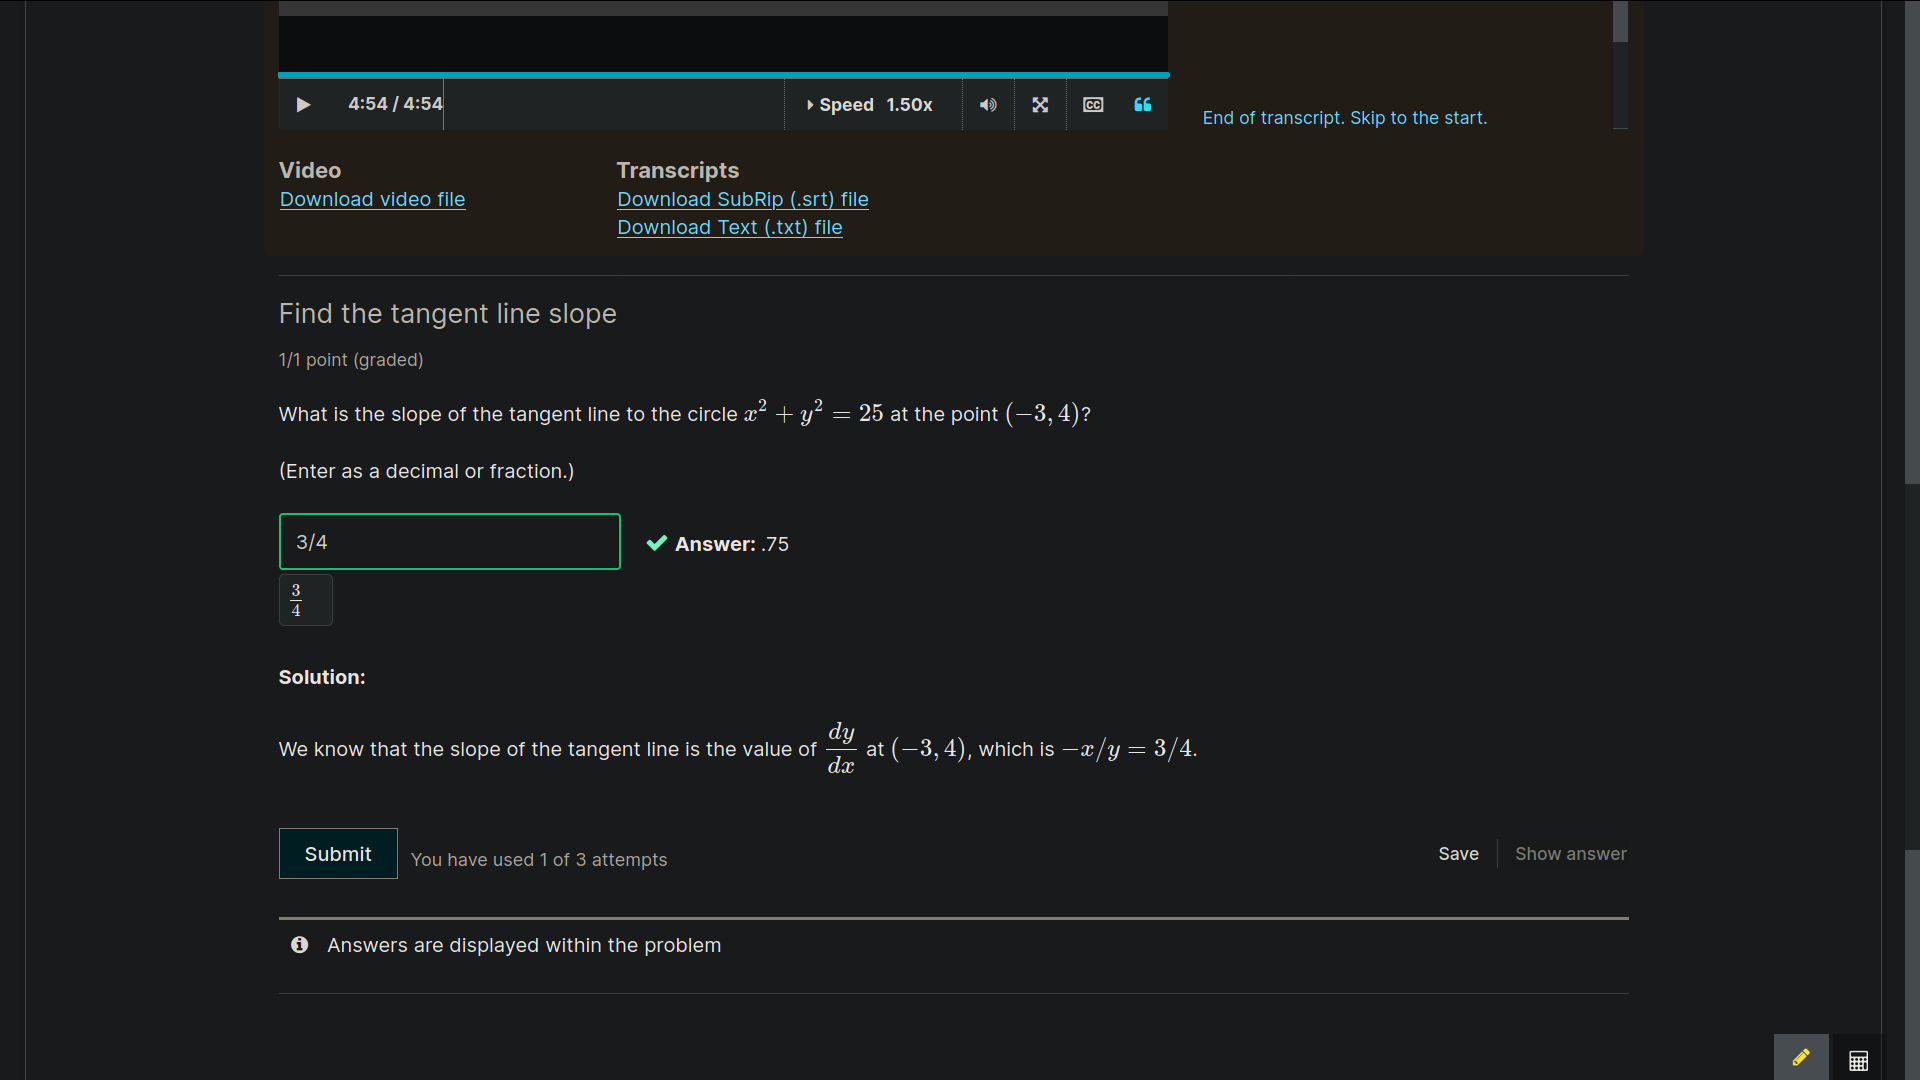 4:54 / 4:54
Speed 1.50x
CC
End of transcript. Skip to the start.
Video
Transcripts
Download video file
Download SubRip (.srt) file
Download Text (.txt) file
Find the tangent line slope
1/1 point (graded)
What is the slope of the tangent line to the circle x² + y² = 25 at the point (−3, 4)?
(Enter as a decimal or fraction.)
3/4
Answer: .75
3/4
Solution:
We know that the slope of the tangent line is the value of dy/dx at (−3, 4), which is −x/y = 3/4.
Submit
You have used 1 of 3 attempts
Save
Show answer
Answers are displayed within the problem